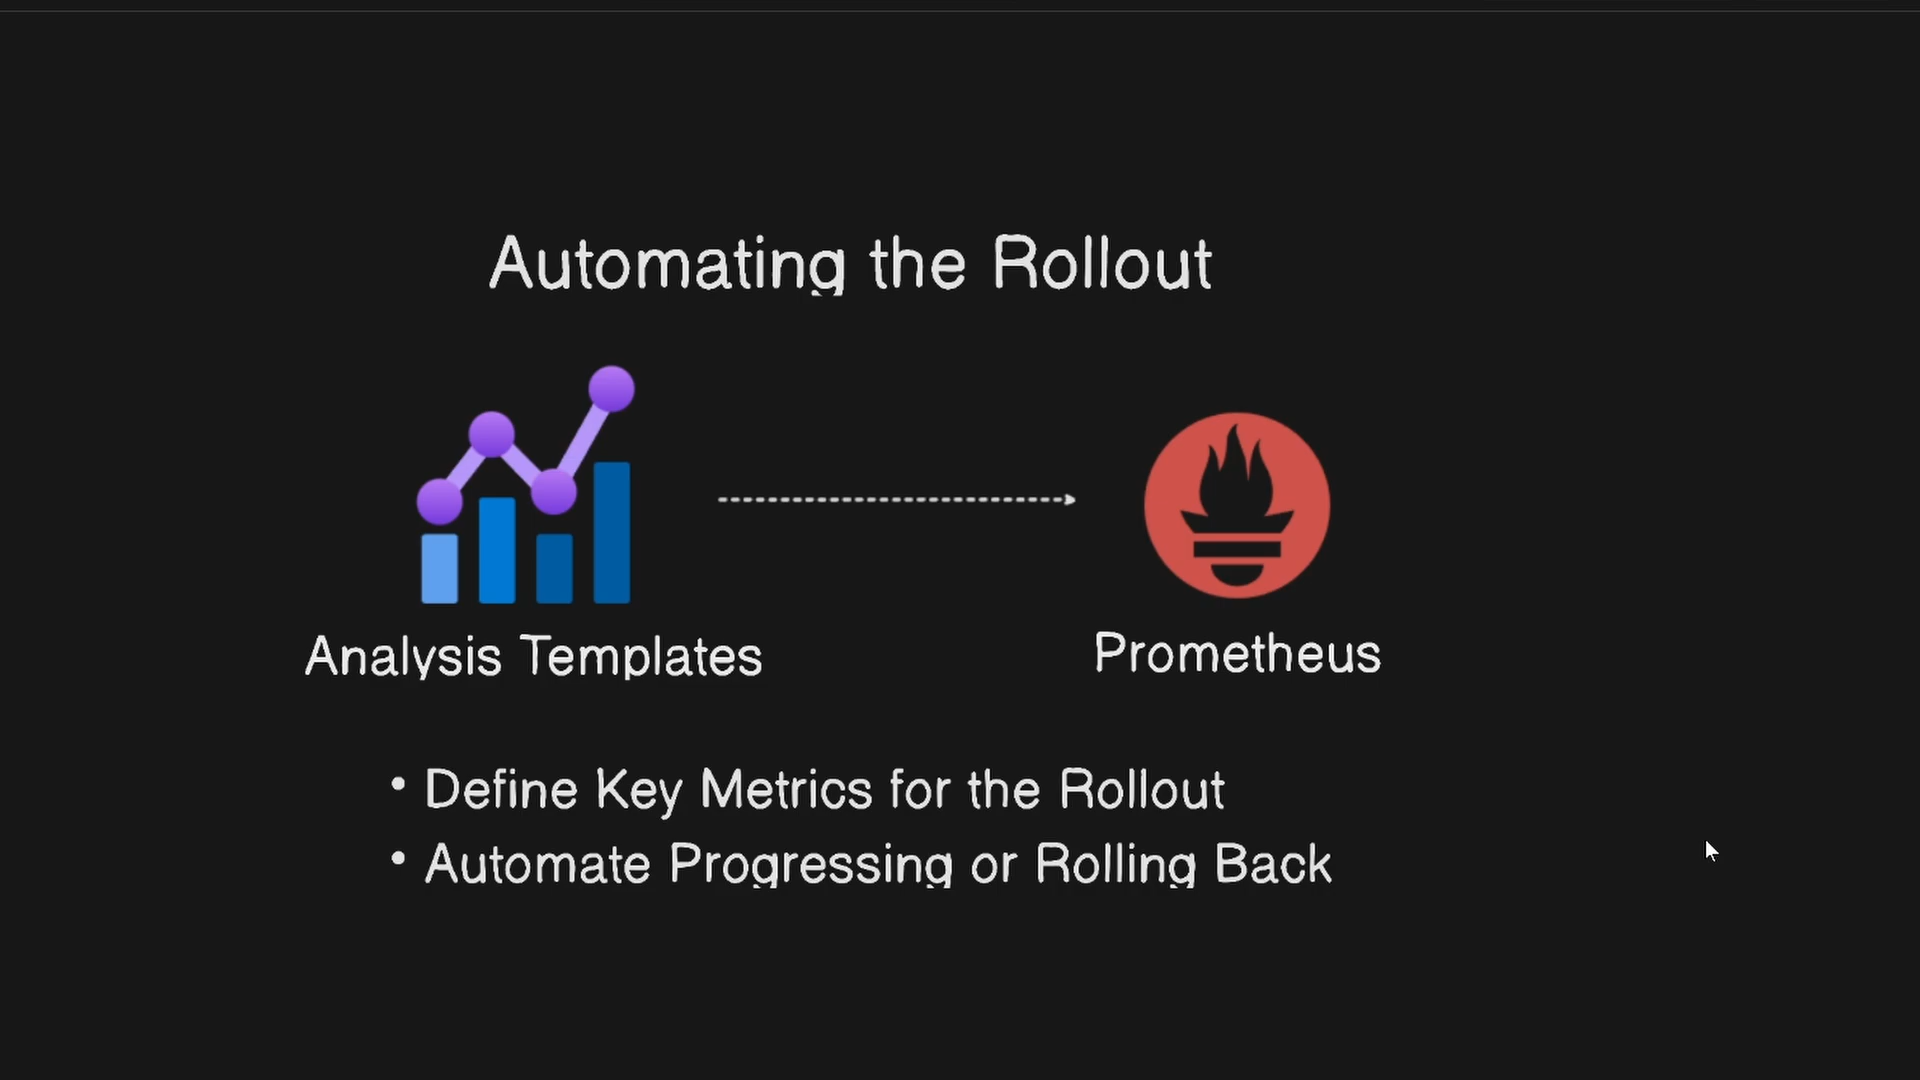 Automating the Rollout
Analysis Templates
Prometheus
• Define Key Metrics for the Rollout
• Automate Progressing or Rolling Back